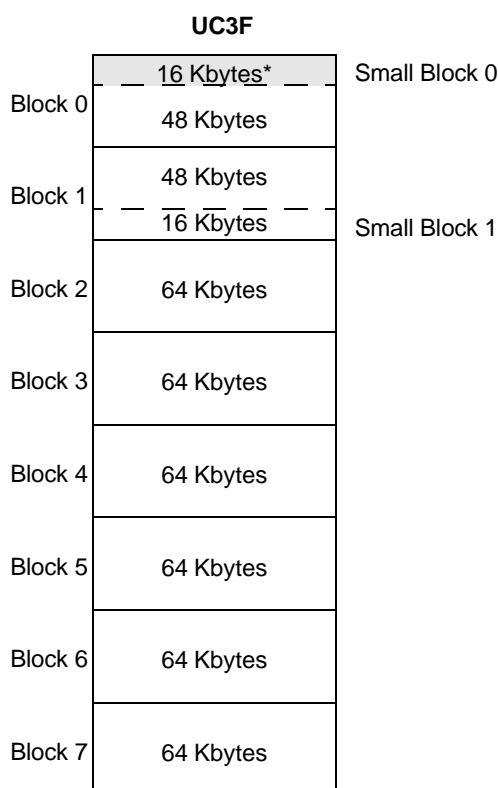 UC3F
16 Kbytes*
Small Block 0
Block 0
48 Kbytes
48 Kbytes
Block 1
16 Kbytes
Small Block 1
Block 2
64 Kbytes
Block 3
64 Kbytes
Block 4
64 Kbytes
Block 5
64 Kbytes
Block 6
64 Kbytes
Block 7
64 Kbytes